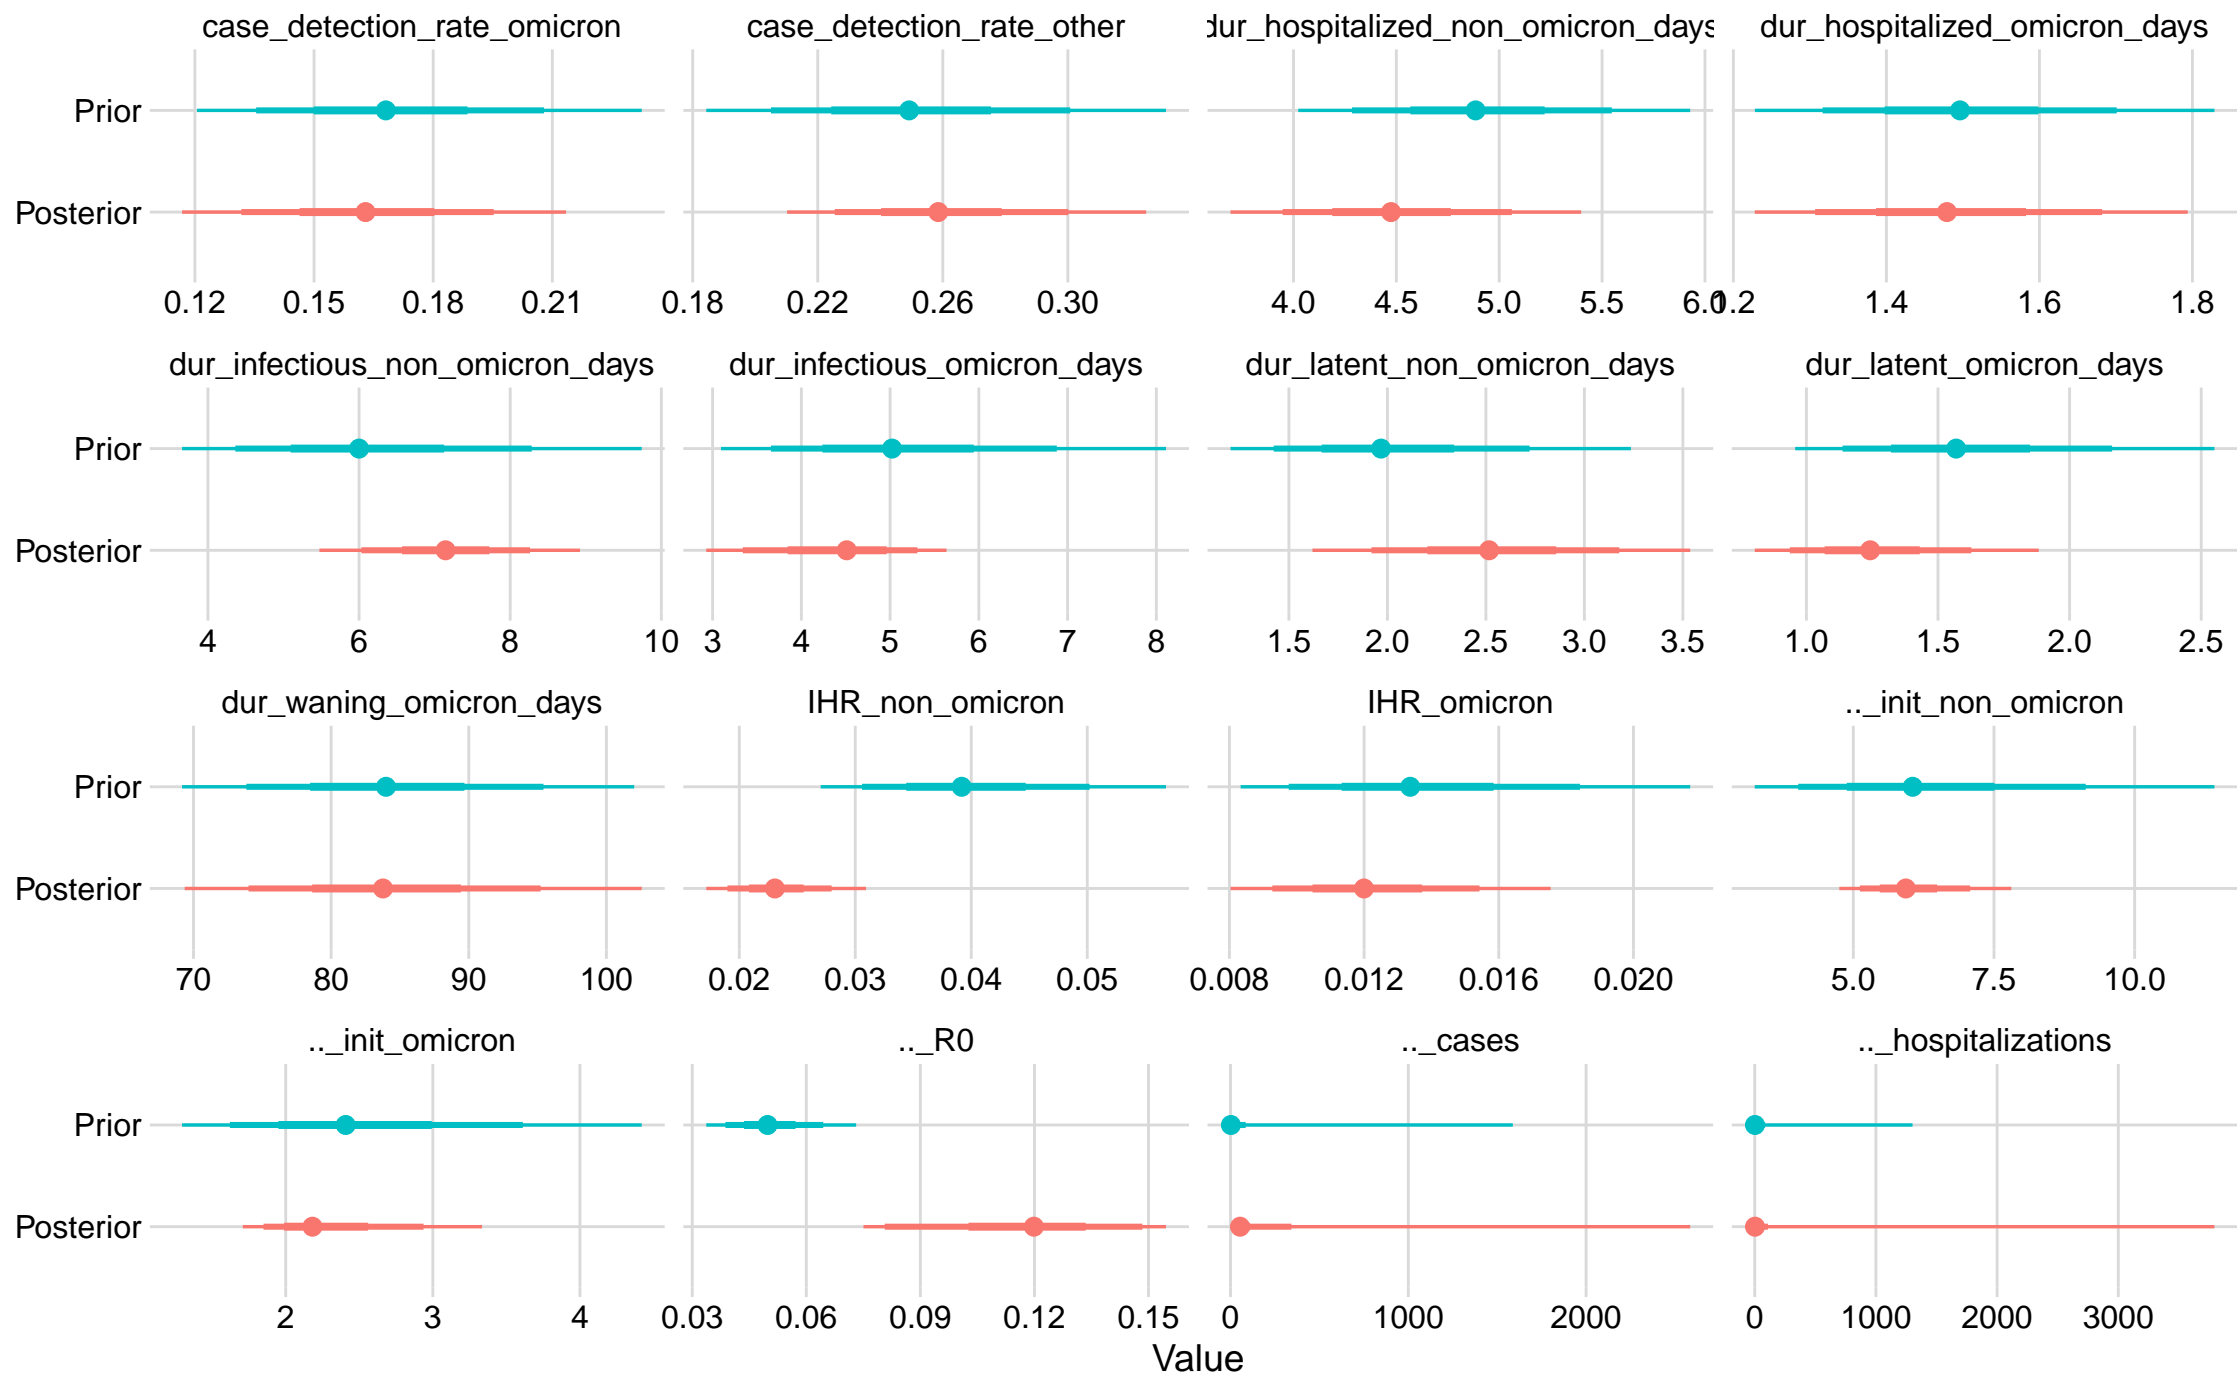 case_detection_rate_omicron case_detection_rate_other dur_hospitalized_non_omicron_days dur_hospitalized_omicron_days
Prior
Posterior
0.12 0.15 0.18 0.21 0.18 0.22 0.26 0.30 4.0 4.5 5.0 5.5 6.0 1.2 1.4 1.6 1.8
dur_infectious_non_omicron_days dur_infectious_omicron_days dur_latent_non_omicron_days dur_latent_omicron_days
Prior
Posterior
4 6 8 10 3 4 5 6 7 8 1.5 2.0 2.5 3.0 3.5 1.0 1.5 2.0 2.5
dur_waning_omicron_days IHR_non_omicron IHR_omicron .._init_non_omicron
Prior
Posterior
70 80 90 100 0.02 0.03 0.04 0.05 0.008 0.012 0.016 0.020 5.0 7.5 10.0
.._init_omicron .._R0 .._cases .._hospitalizations
Prior
Posterior
2 3 4 0.03 0.06 0.09 0.12 0.15 0 1000 2000 0 1000 2000 3000
Value